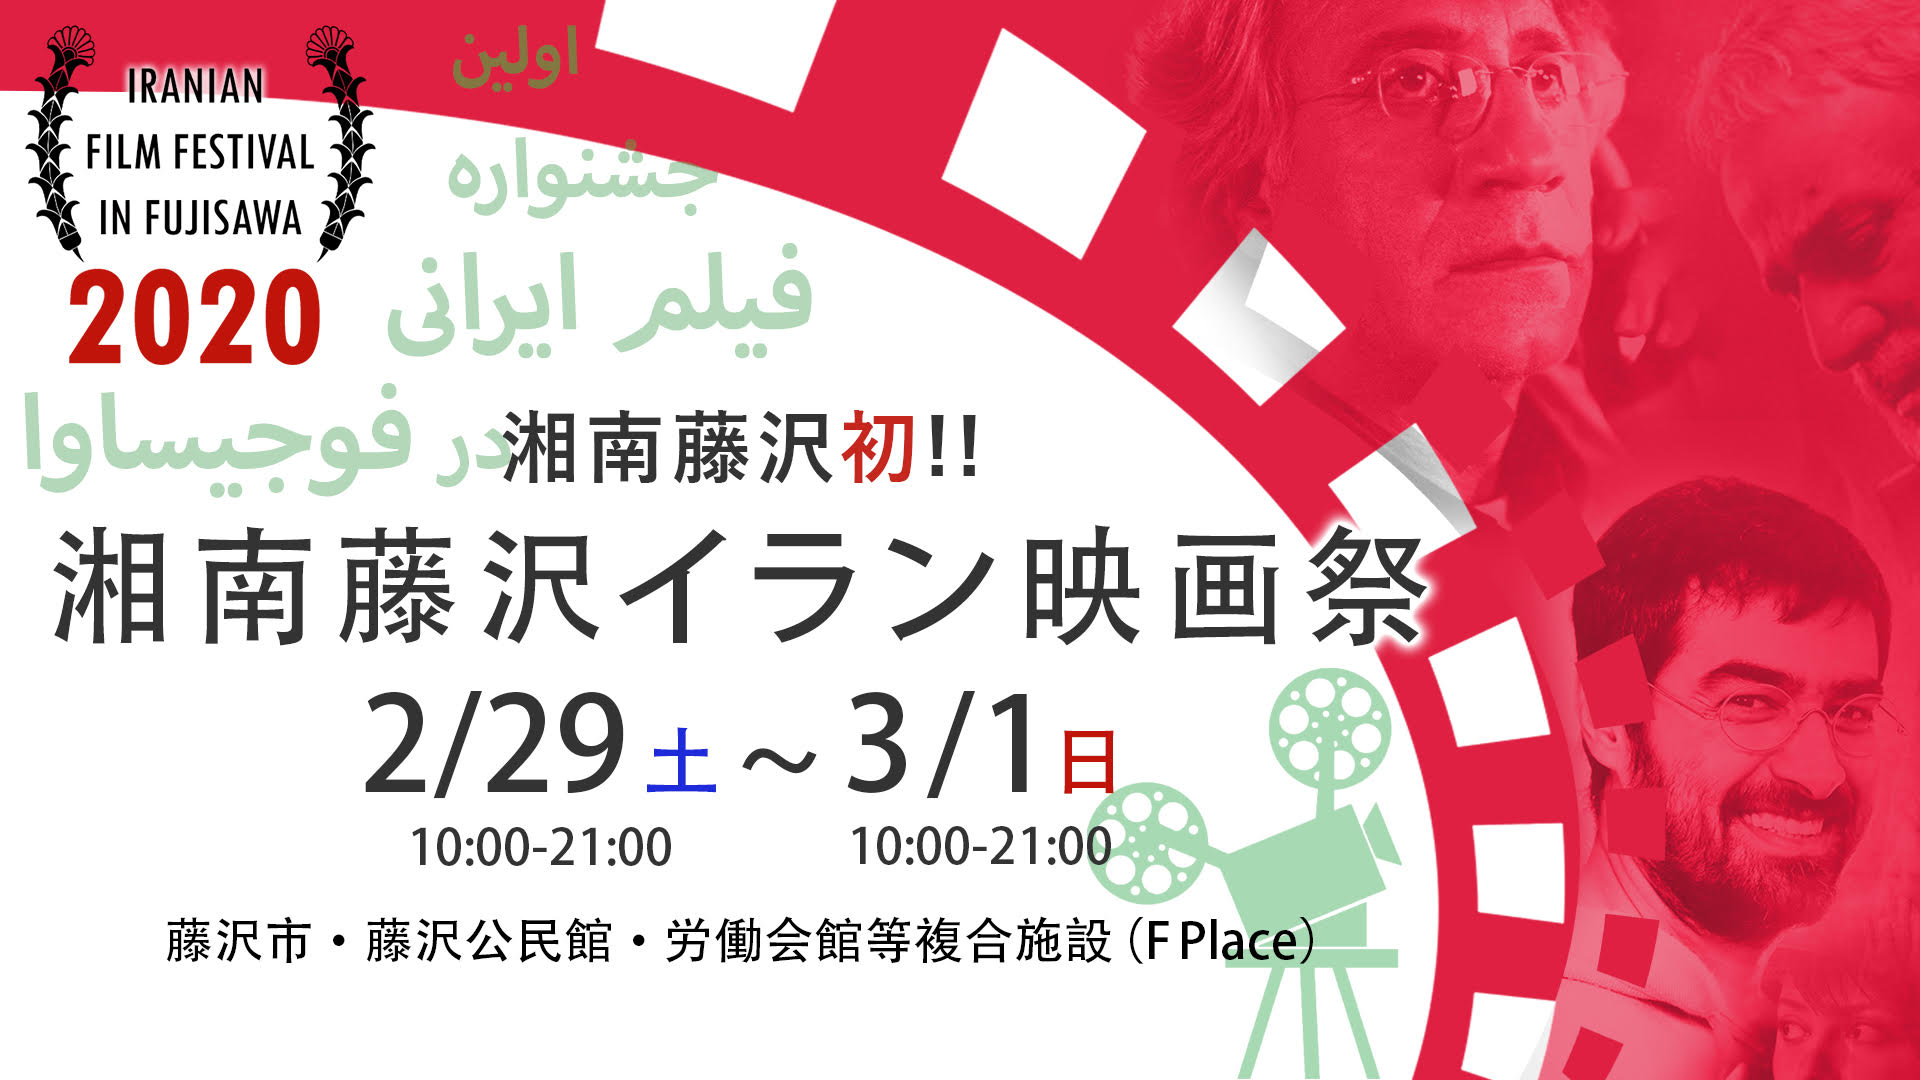 IRANIAN
FILM FESTIVAL
IN FUJISAWA
2020
اولین
جشنواره
فیلم ایرانی
در فوجیساوا
湘南藤沢初!!
湘南藤沢イラン映画祭
2/29土~3/1日
10:00-21:00 10:00-21:00
藤沢市・藤沢公民館・労働会館等複合施設（F Place）